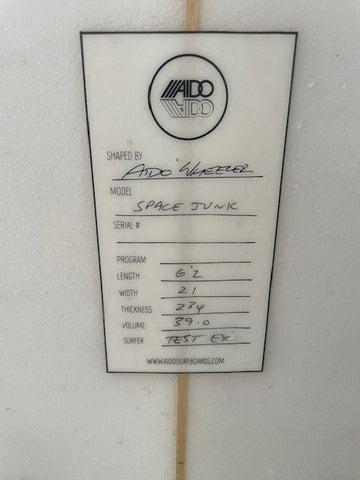 AIDO
AIDO
SHAPED BY AIDO WHEELER
MODEL
SPACE JUNK
SERIAL #
PROGRAM
LENGTH 6'2
WIDTH 21
THICKNESS 2 3/4
VOLUME 39.0
SURFER TEST EX
WWW.AIDOSURFBOARDS.COM